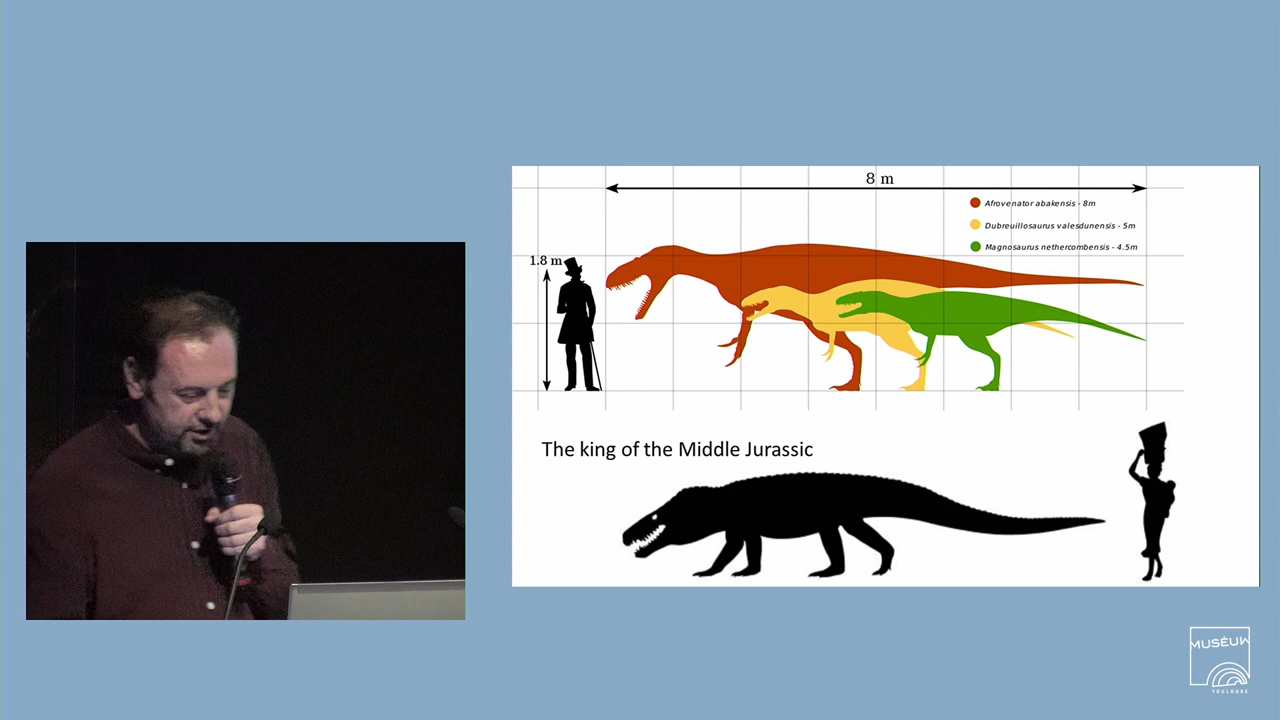 8 m
Afrovenator abakensis - 8m
Dubreuillosaurus valesdunensis - 5m
Magnosaurus nethercombensis - 4.5m
1.8 m
The king of the Middle Jurassic
MUSÉUM
TOULOUSE